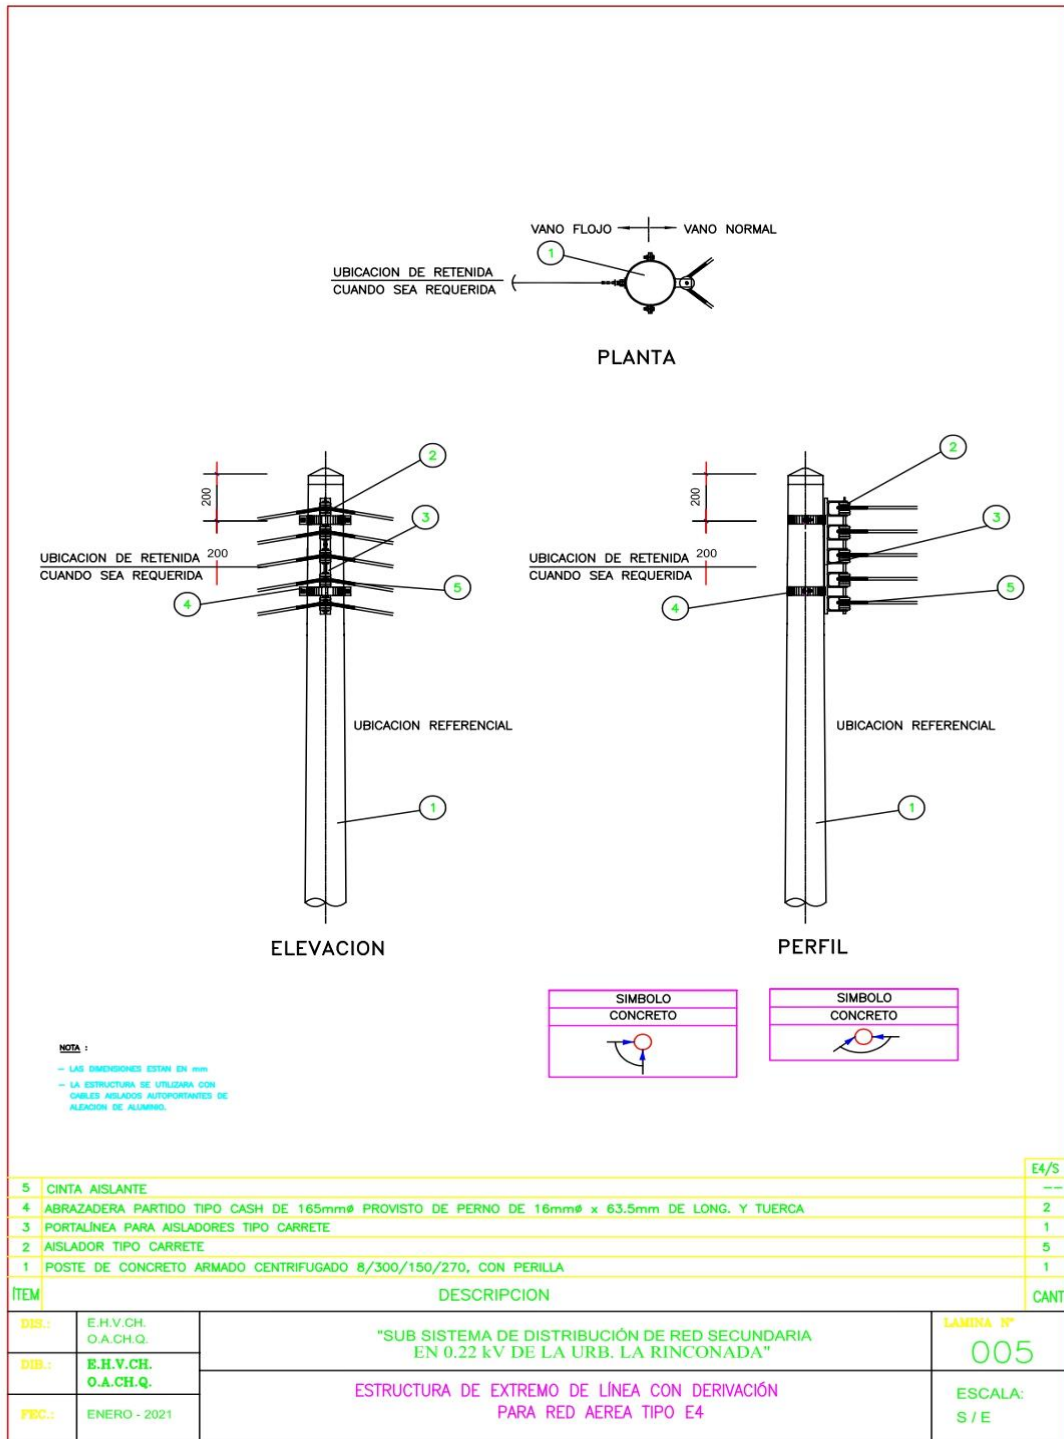 VANO FLOJO VANO NORMAL
1
UBICACION DE RETENIDA
CUANDO SEA REQUERIDA
PLANTA
2
200
3
UBICACION DE RETENIDA 200
CUANDO SEA REQUERIDA
4
5
UBICACION REFERENCIAL
1
ELEVACION
2
200
3
UBICACION DE RETENIDA 200
CUANDO SEA REQUERIDA
4
5
UBICACION REFERENCIAL
1
PERFIL
SIMBOLO
CONCRETO
SIMBOLO
CONCRETO
NOTA :
- LAS DIMENSIONES ESTAN EN mm
- LA ESTRUCTURA SE UTILIZARA CON
CABLES AISLADOS AUTOPORTANTES DE
ALEACION DE ALUMINIO.
E4/S
5 CINTA AISLANTE ---
4 ABRAZADERA PARTIDO TIPO CASH DE 165mmø PROVISTO DE PERNO DE 16mmø x 63.5mm DE LONG. Y TUERCA 2
3 PORTALÍNEA PARA AISLADORES TIPO CARRETE 1
2 AISLADOR TIPO CARRETE 5
1 POSTE DE CONCRETO ARMADO CENTRIFUGADO 8/300/150/270, CON PERILLA 1
ÍTEM DESCRIPCION CANT
DIS.: E.H.V.CH.
O.A.CH.Q.
DIB.: E.H.V.CH.
O.A.CH.Q.
FEC.: ENERO - 2021
"SUB SISTEMA DE DISTRIBUCIÓN DE RED SECUNDARIA
EN 0.22 kV DE LA URB. LA RINCONADA"
ESTRUCTURA DE EXTREMO DE LÍNEA CON DERIVACIÓN
PARA RED AEREA TIPO E4
LAMINA Nº
005
ESCALA:
S / E